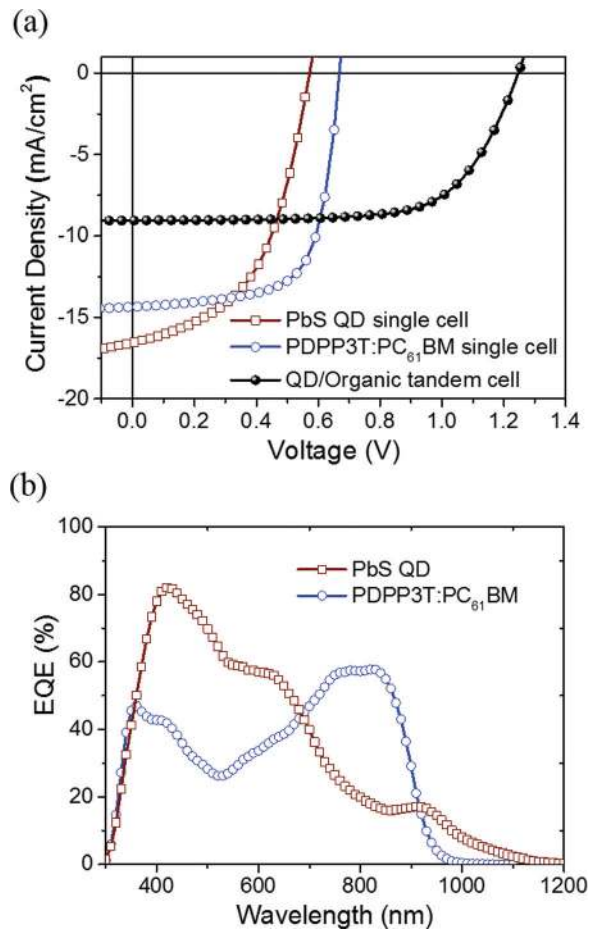 (a)
0
-5
-10
-15
-20
Current Density (mA/cm²)
PbS QD single cell
PDPP3T:PC₆₁BM single cell
QD/Organic tandem cell
0.0 0.2 0.4 0.6 0.8 1.0 1.2 1.4
Voltage (V)
(b)
100
80
60
40
20
0
EQE (%)
PbS QD
PDPP3T:PC₆₁BM
400 600 800 1000 1200
Wavelength (nm)